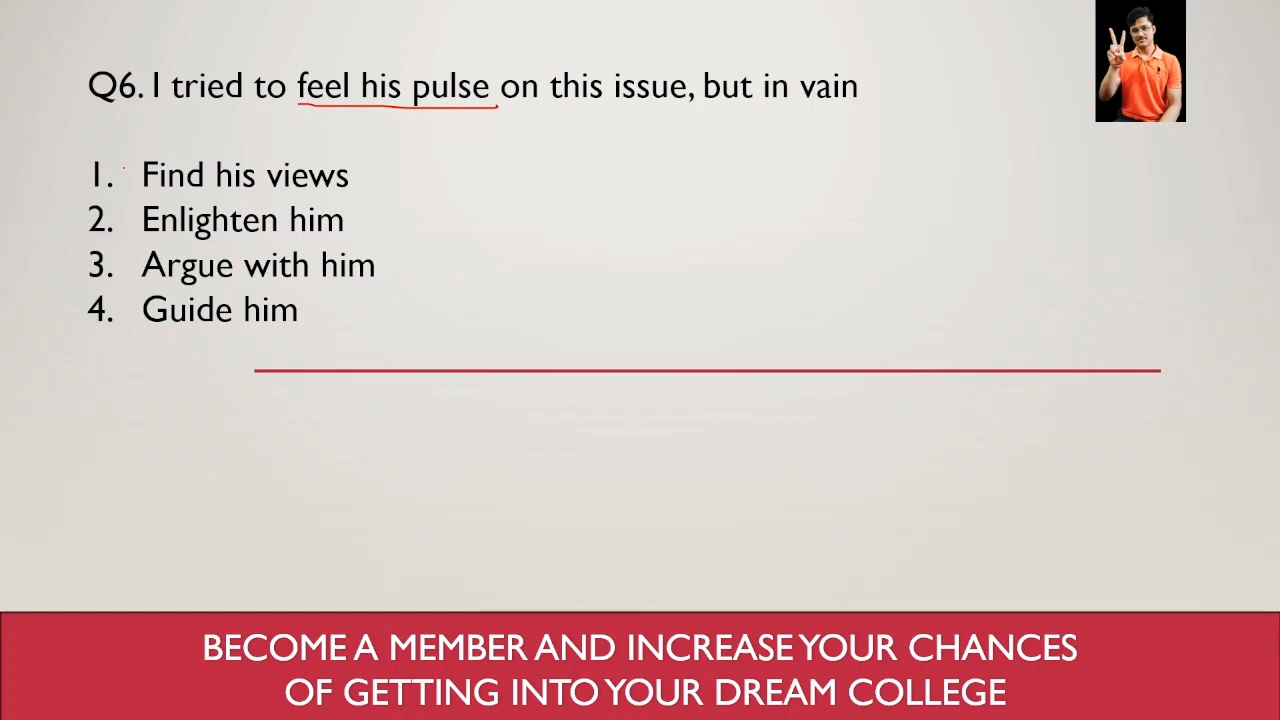 Q6. I tried to feel his pulse on this issue, but in vain
1. Find his views
2. Enlighten him
3. Argue with him
4. Guide him
BECOME A MEMBER AND INCREASE YOUR CHANCES
OF GETTING INTO YOUR DREAM COLLEGE